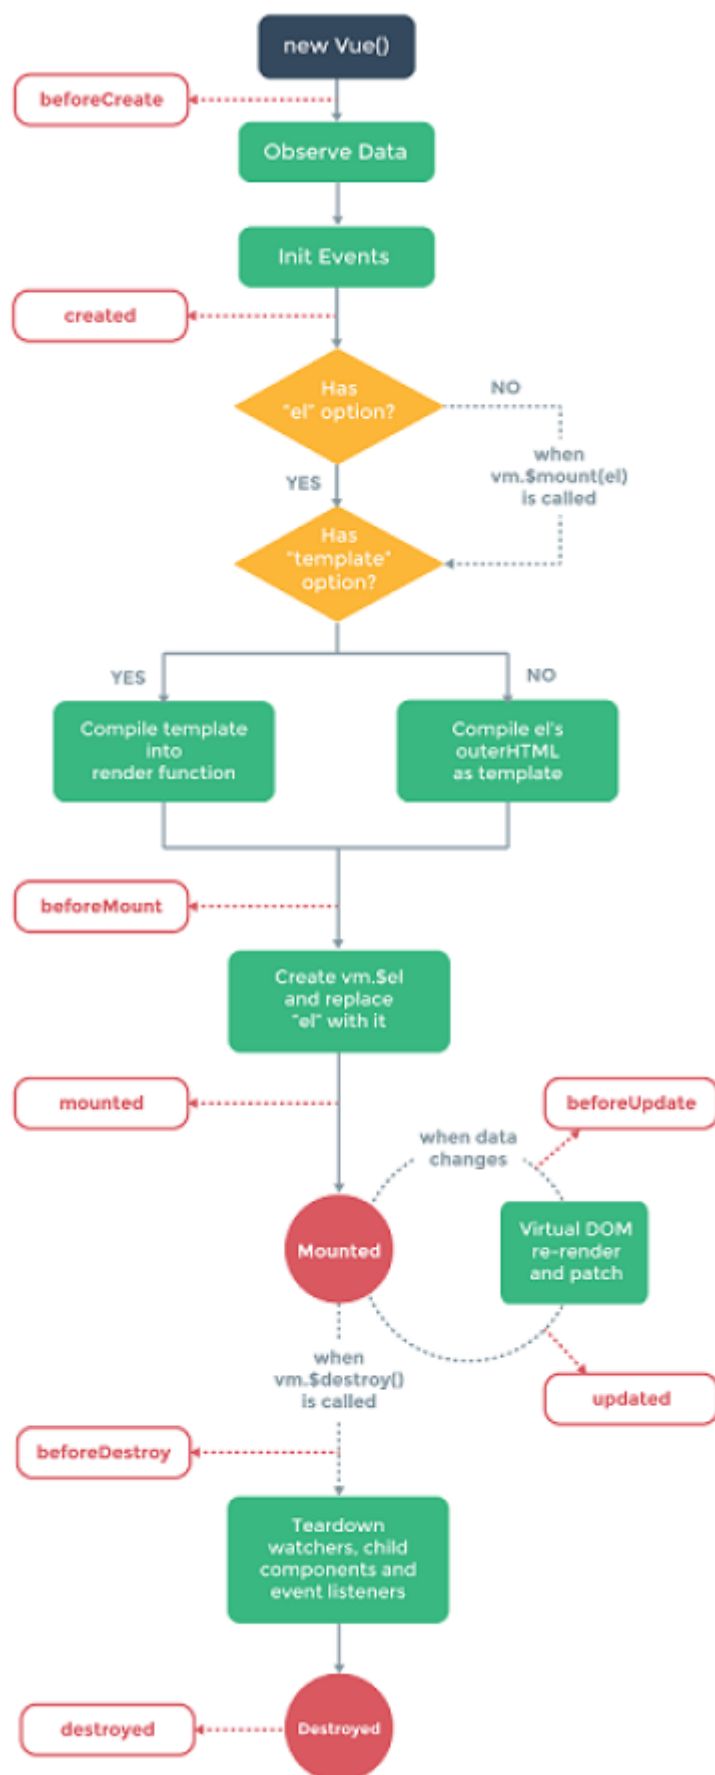 new Vue()
beforeCreate
Observe Data
Init Events
created
Has
"el" option?
NO
when
vm.$mount(el)
is called
YES
Has
"template"
option?
YES
NO
Compile template
into
render function
Compile el's
outerHTML
as template
beforeMount
Create vm.$el
and replace
"el" with it
mounted
beforeUpdate
when data
changes
Mounted
Virtual DOM
re-render
and patch
when
vm.$destroy()
is called
updated
beforeDestroy
Teardown
watchers, child
components and
event listeners
destroyed
Destroyed